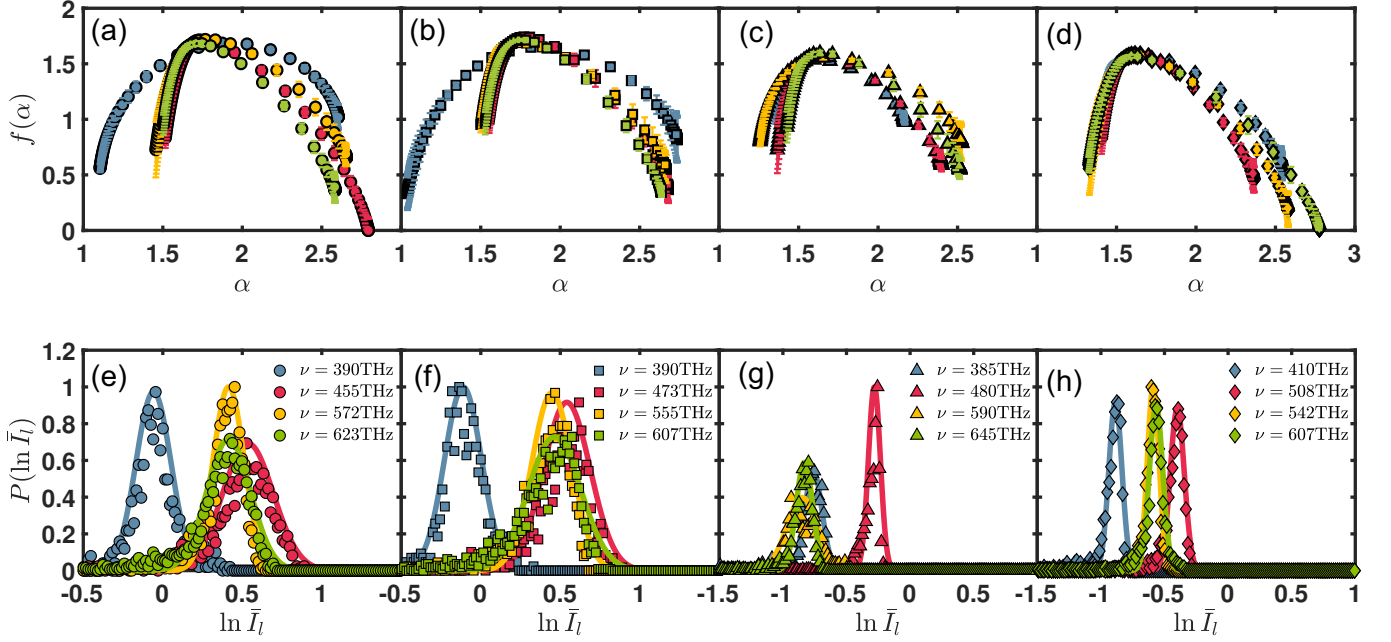 (a) (b) (c) (d)
f(α)
2
1.5
1
0.5
0
1 1.5 2 2.5 1 1.5 2 2.5 1 1.5 2 2.5 1 1.5 2 2.5 3
α α α α
(e) (f) (g) (h)
P(ln Ī_l)
1.2
1
0.8
0.6
0.4
0.2
0
ν = 390THz
ν = 455THz
ν = 572THz
ν = 623THz
ν = 390THz
ν = 473THz
ν = 555THz
ν = 607THz
ν = 385THz
ν = 480THz
ν = 590THz
ν = 645THz
ν = 410THz
ν = 508THz
ν = 542THz
ν = 607THz
-0.5 0 0.5 1 0 0.5 1 -1.5 -1 -0.5 0 0.5 -1.5 -1 -0.5 0 0.5 1
ln Ī_l ln Ī_l ln Ī_l ln Ī_l